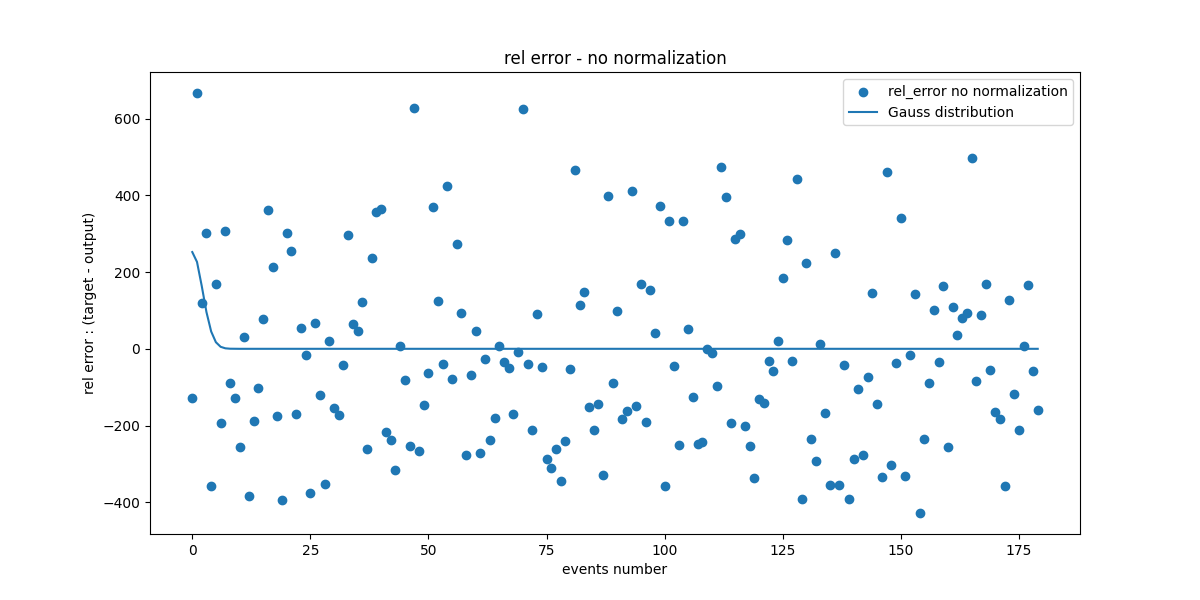 rel error - no normalization
rel_error no normalization
Gauss distribution
rel error : (target - output)
600
400
200
0
−200
−400
0 25 50 75 100 125 150 175
events number